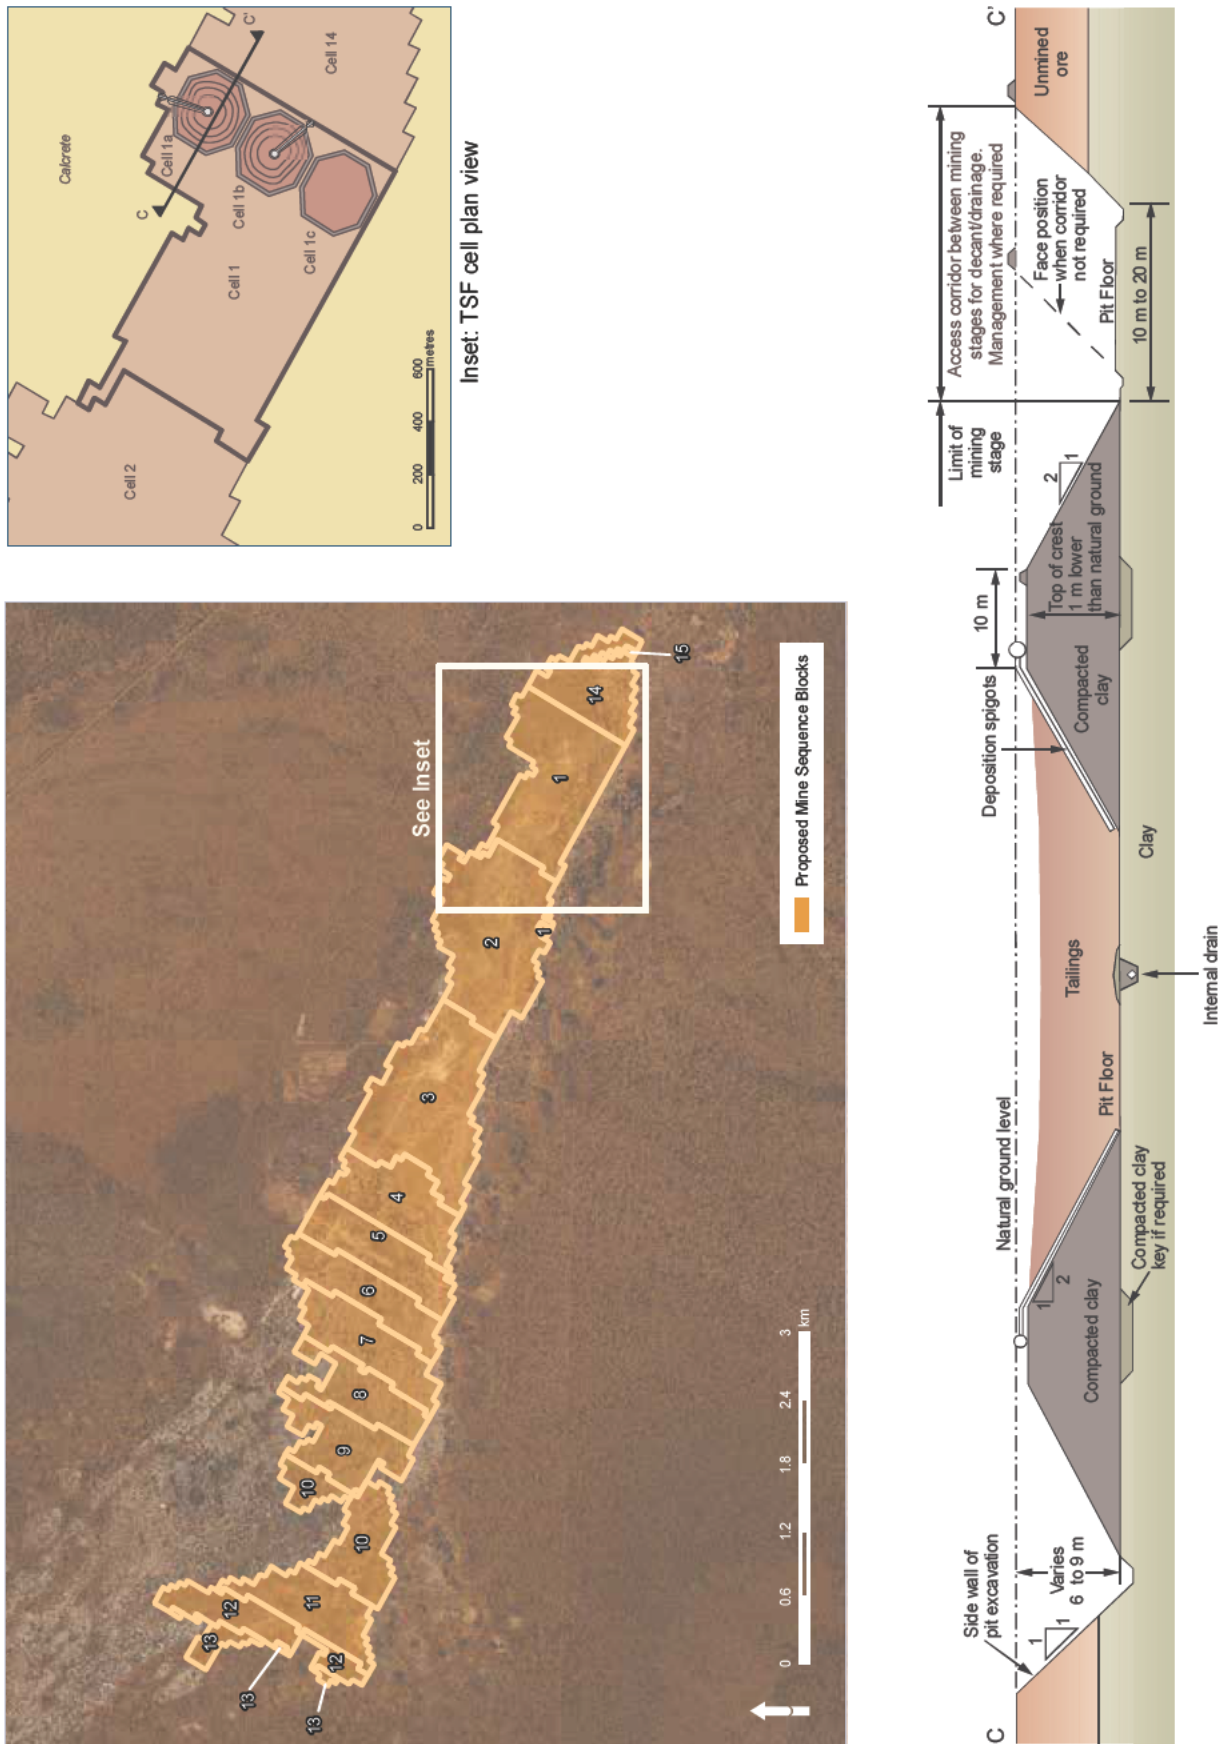 See Inset
15
14
1
2
1
3
4
5
6
7
8
9
10
10
11
12
13
13
12
13
0
0.6
1.2
1.8
2.4
3
km
Proposed Mine Sequence Blocks
Calcrete
C
C'
Cell 1a
Cell 1b
Cell 1c
Cell 1
Cell 2
Cell 14
0
200
400
600
metres
Inset: TSF cell plan view
C
C'
Side wall of
pit excavation
1
1
Varies
6 to 9 m
Natural ground level
1
2
Compacted clay
Compacted clay
key if required
Pit Floor
Tailings
Internal drain
Clay
Deposition spigots
10 m
Compacted
clay
Top of crest
1 m lower
than natural ground
2
1
Limit of
mining
stage
Access corridor between mining
stages for decant/drainage.
Management where required
Face position
when corridor
not required
Pit Floor
10 m to 20 m
Unmined
ore